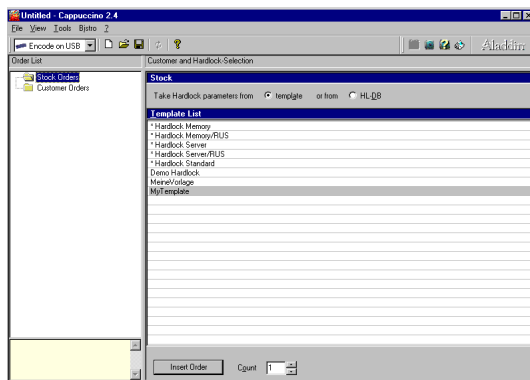 Untitled - Cappuccino 2.4
File View Tools Bistro ?
Encode on USB
Aladdin
Order List
Customer and Hardlock-Selection
Stock Orders
Customer Orders
Stock
Take Hardlock parameters from template or from HL-DB
Template List
* Hardlock Memory
* Hardlock Memory/RUS
* Hardlock Server
* Hardlock Server/RUS
* Hardlock Standard
Demo Hardlock
MeineVorlage
MyTemplate
Insert Order Count 1